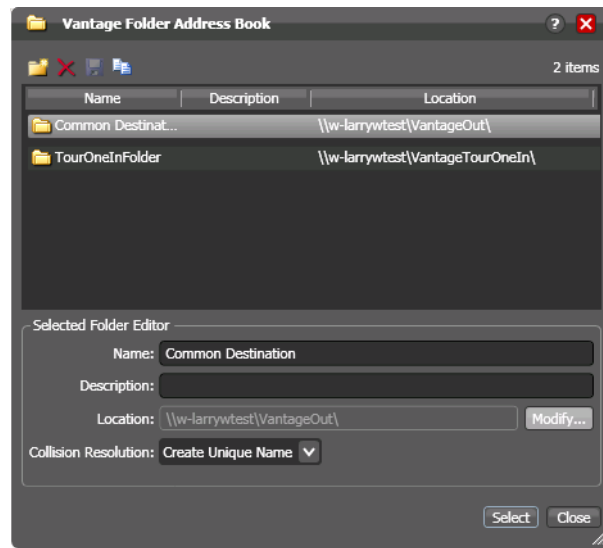 Vantage Folder Address Book ?
2 items
Name Description Location
Common Destinat... \\w-larrywtest\VantageOut\
TourOneInFolder \\w-larrywtest\VantageTourOneIn\
Selected Folder Editor
Name: Common Destination
Description:
Location: \\w-larrywtest\VantageOut\ Modify...
Collision Resolution: Create Unique Name
Select Close